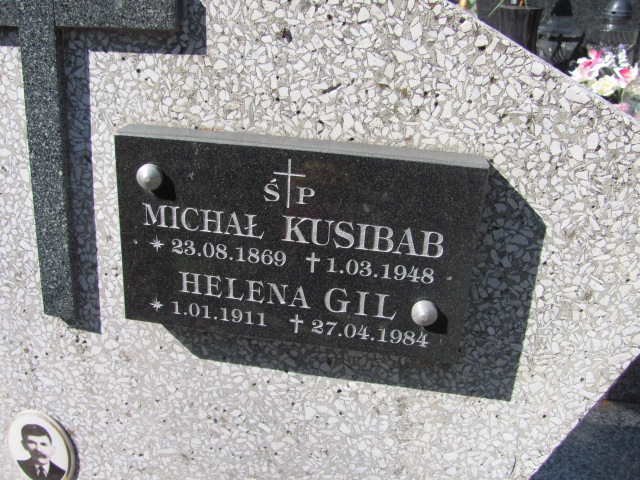 Ś P
MICHAŁ KUSIBAB
* 23.08.1869 † 1.03.1948
HELENA GIL
* 1.01.1911 † 27.04.1984